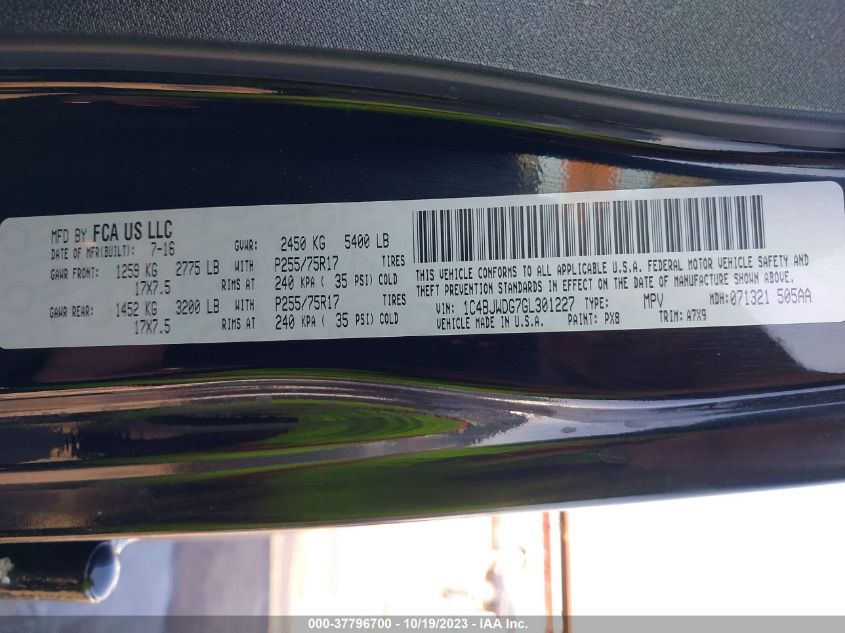 MFD BY FCA US LLC
DATE OF MFR(BUILT): 7-16 GVWR: 2450 KG 5400 LB
GAWR FRONT: 1259 KG 2775 LB WITH P255/75R17 TIRES
17X7.5 RIMS AT 240 KPA ( 35 PSI) COLD
GAWR REAR: 1452 KG 3200 LB WITH P255/75R17 TIRES
17X7.5 RIMS AT 240 KPA ( 35 PSI) COLD
THIS VEHICLE CONFORMS TO ALL APPLICABLE U.S.A. FEDERAL MOTOR VEHICLE SAFETY AND
THEFT PREVENTION STANDARDS IN EFFECT ON THE DATE OF MANUFACTURE SHOWN ABOVE.
VIN: 1C4BJWDG7GL301227 TYPE: MPV MDH:071321 505AA
VEHICLE MADE IN U.S.A. PAINT: PX8 TRIM: A7X9
000-37796700 - 10/19/2023 - IAA Inc.